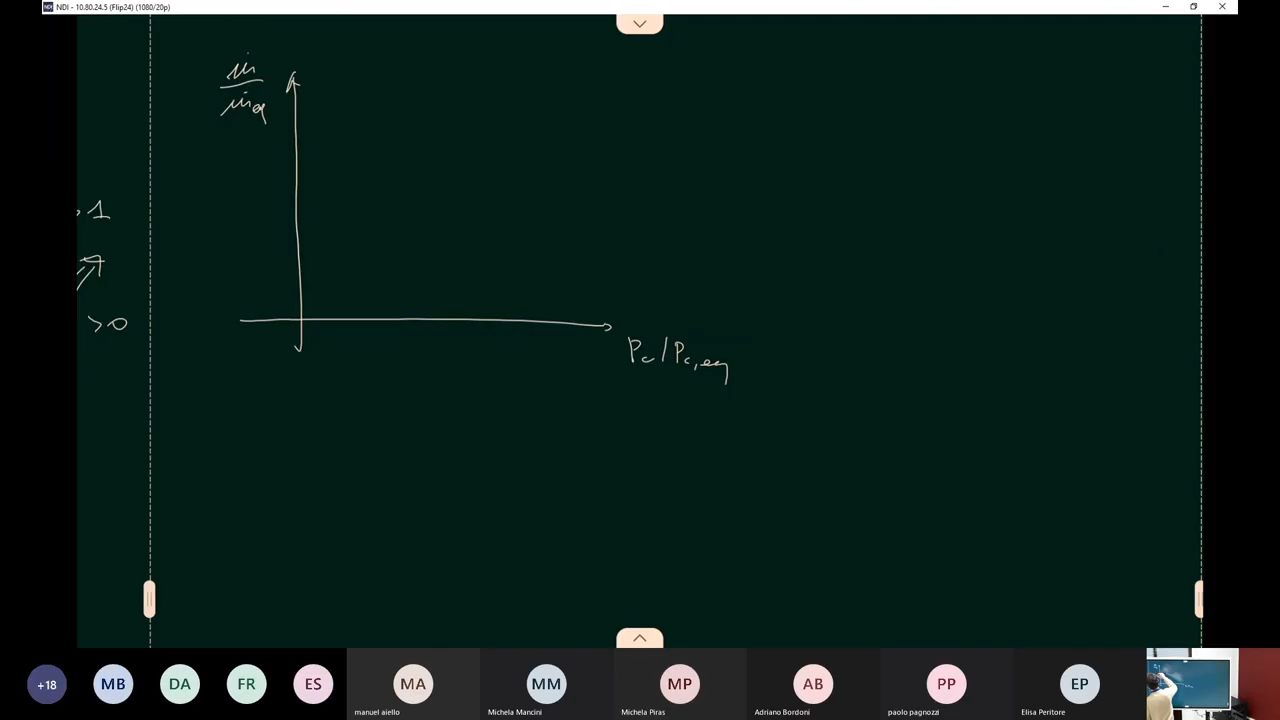 NDI - 10.80.24.5 (Flip24) (1080/20p)
ṁ
ṁeq
1
>0
Pc/Pc,eq
+18
MB
DA
FR
ES
MA
MM
MP
AB
PP
EP
manuel aiello
Michela Mancini
Michela Piras
Adriano Bordoni
paolo pagnozzi
Elisa Peritore